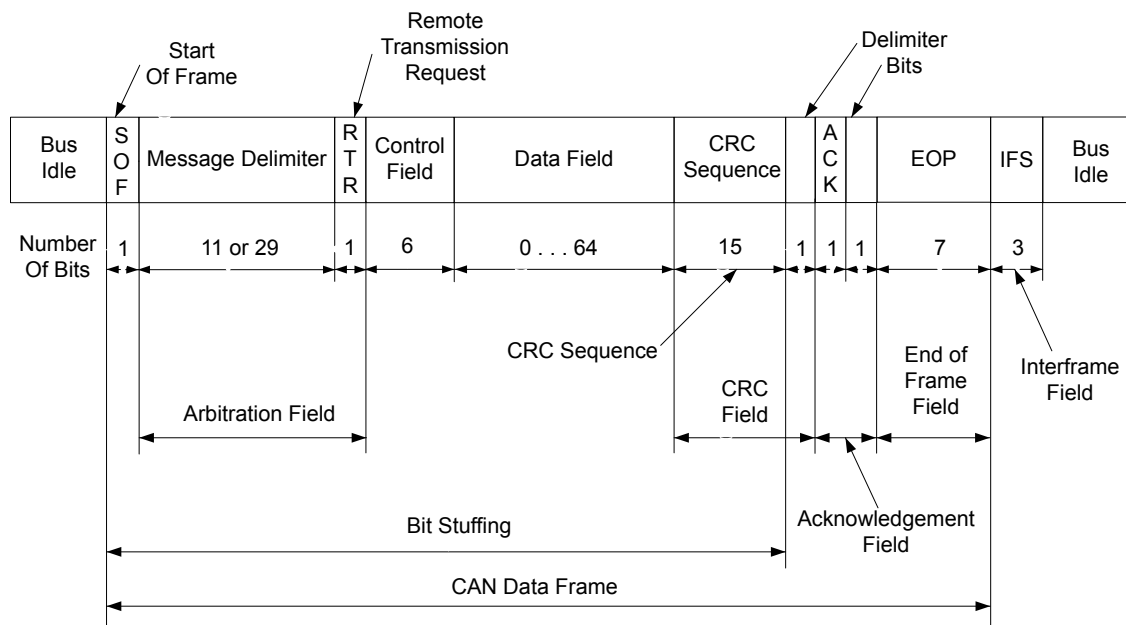 Start
Of Frame
Remote
Transmission
Request
Delimiter
Bits
Bus
Idle
S
O
F
Message Delimiter
R
T
R
Control
Field
Data Field
CRC
Sequence
A
C
K
EOP
IFS
Bus
Idle
Number
Of Bits
1
11 or 29
1
6
0 . . . 64
15
1
1
1
7
3
CRC Sequence
End of
Frame
Field
Interframe
Field
Arbitration Field
CRC
Field
Bit Stuffing
Acknowledgement
Field
CAN Data Frame